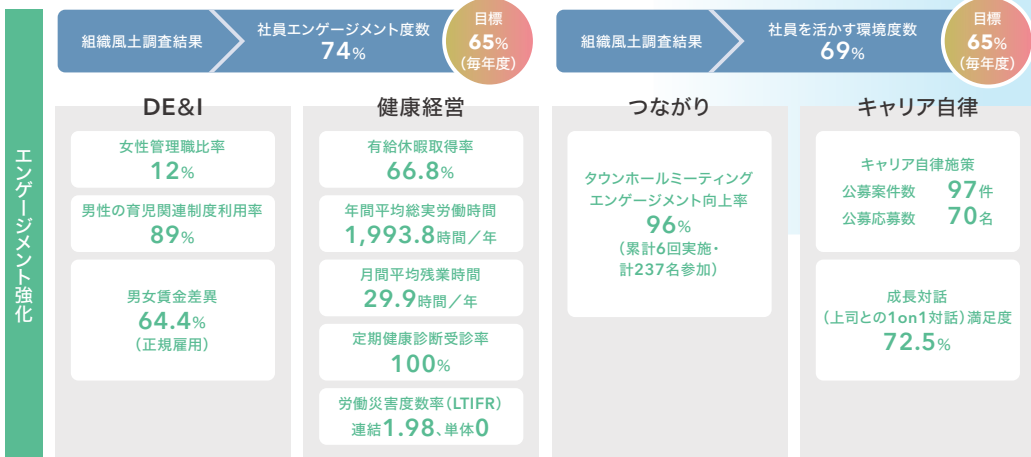 エンゲージメント強化
組織風土調査結果
社員エンゲージメント度数
74%
目標
65%
(毎年度)
組織風土調査結果
社員を活かす環境度数
69%
目標
65%
(毎年度)
DE&I
女性管理職比率
12%
男性の育児関連制度利用率
89%
男女賃金差異
64.4%
(正規雇用)
健康経営
有給休暇取得率
66.8%
年間平均総実労働時間
1,993.8時間/年
月間平均残業時間
29.9時間/年
定期健康診断受診率
100%
労働災害度数率(LTIFR)
連結1.98、単体0
つながり
タウンホールミーティング
エンゲージメント向上率
96%
(累計6回実施・
計237名参加)
キャリア自律
キャリア自律施策
公募案件数 97件
公募応募数 70名
成長対話
(上司との1on1対話)満足度
72.5%